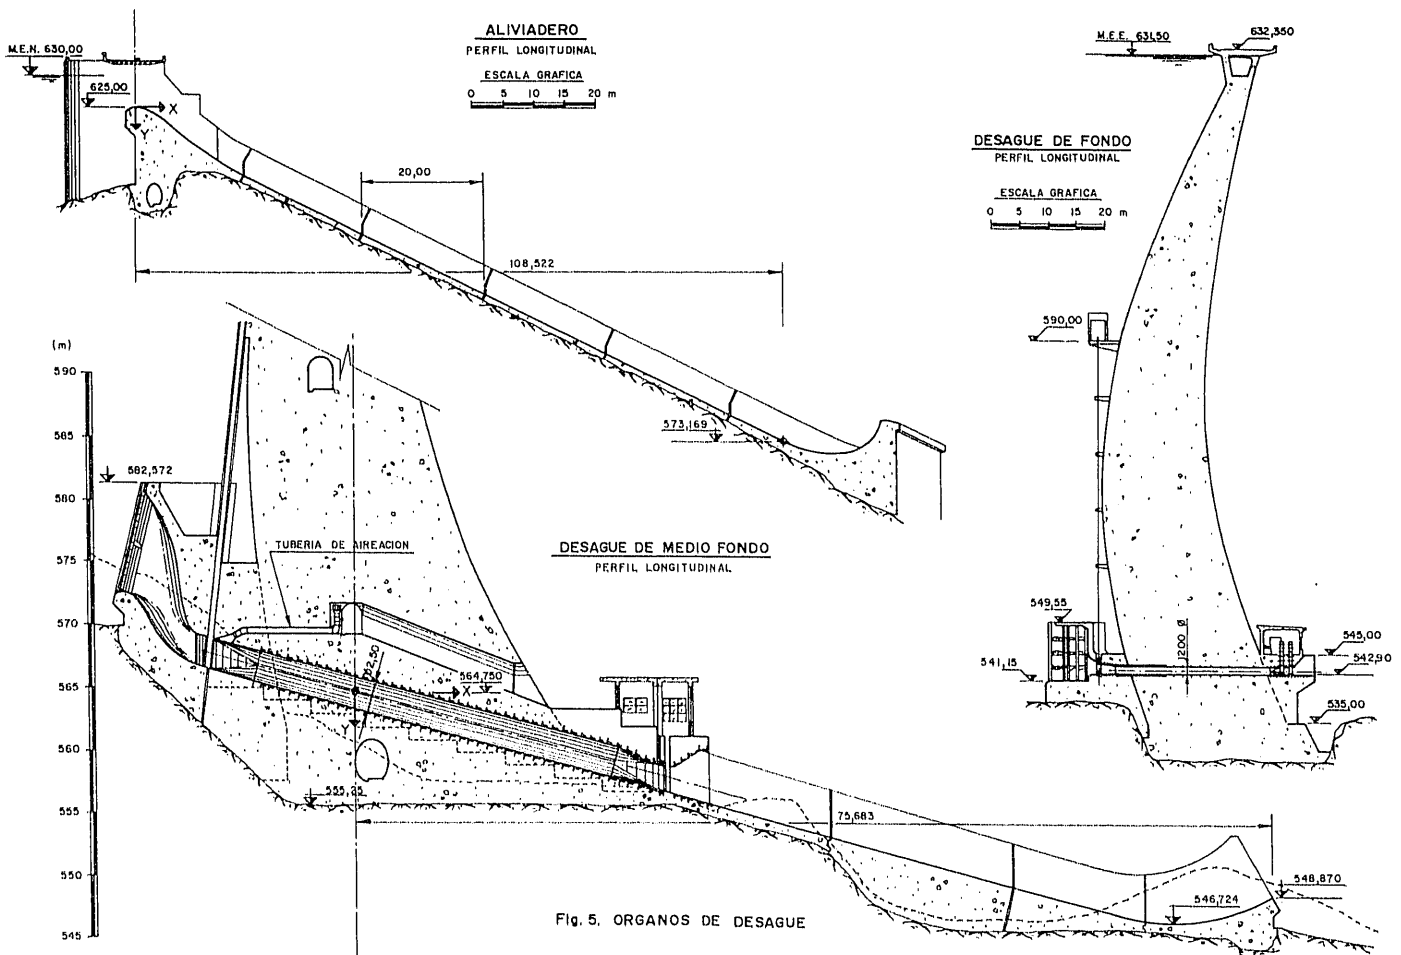 ALIVIADERO
PERFIL LONGITUDINAL
ESCALA GRAFICA
0 5 10 15 20 m
M.E.N. 630,00
625,00
X
Y
20,00
108,522
573,169
M.E.E. 631,50
632,350
DESAGUE DE FONDO
PERFIL LONGITUDINAL
ESCALA GRAFICA
0 5 10 15 20 m
590,00
549,55
541,15
1200 Ø
545,00
542,90
535,00
(m)
590
585
580
575
570
565
560
555
550
545
582,572
TUBERIA DE AIREACION
DESAGUE DE MEDIO FONDO
PERFIL LONGITUDINAL
564,750
X
Y
555,25
75,683
548,870
546,724
Fig. 5. ORGANOS DE DESAGUE